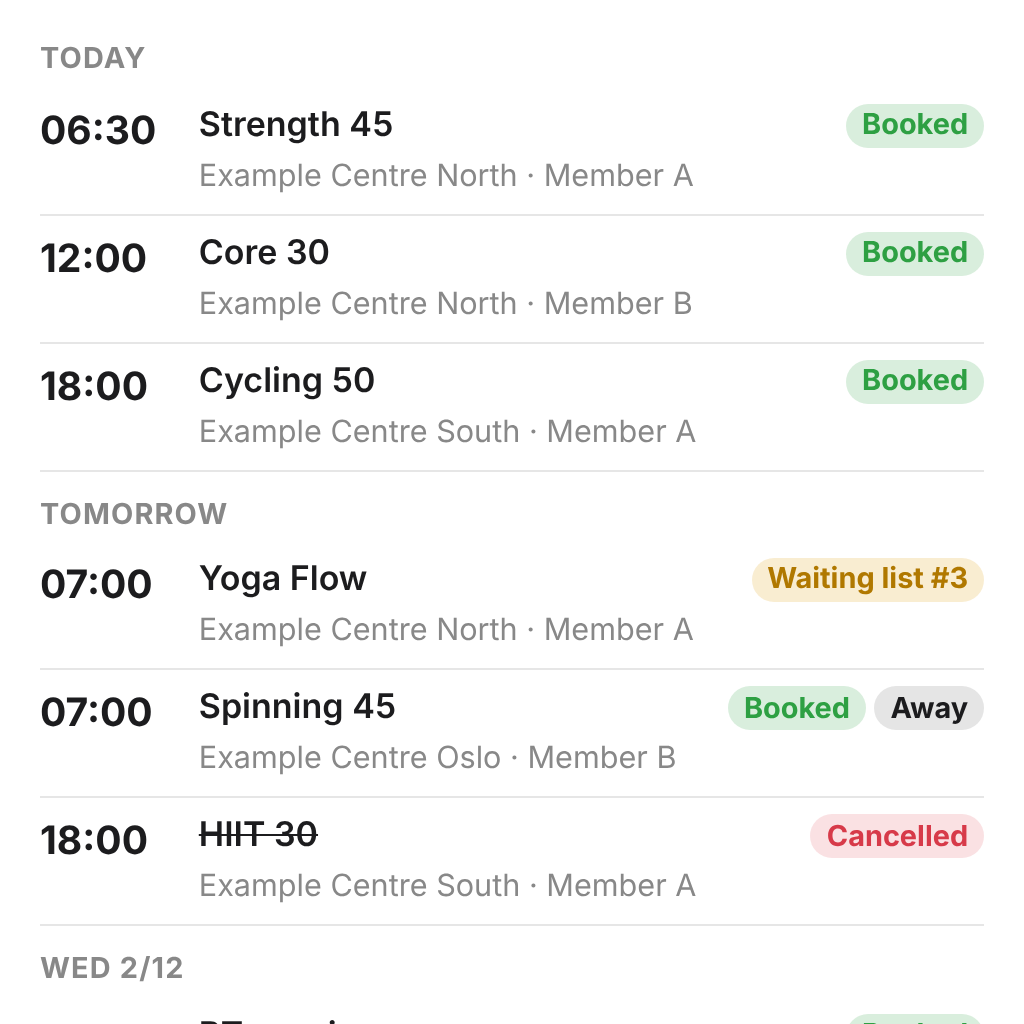 TODAY
06:30 Strength 45 Booked
Example Centre North · Member A
12:00 Core 30 Booked
Example Centre North · Member B
18:00 Cycling 50 Booked
Example Centre South · Member A
TOMORROW
07:00 Yoga Flow Waiting list #3
Example Centre North · Member A
07:00 Spinning 45 Booked Away
Example Centre Oslo · Member B
18:00 HIIT 30 Cancelled
Example Centre South · Member A
WED 2/12